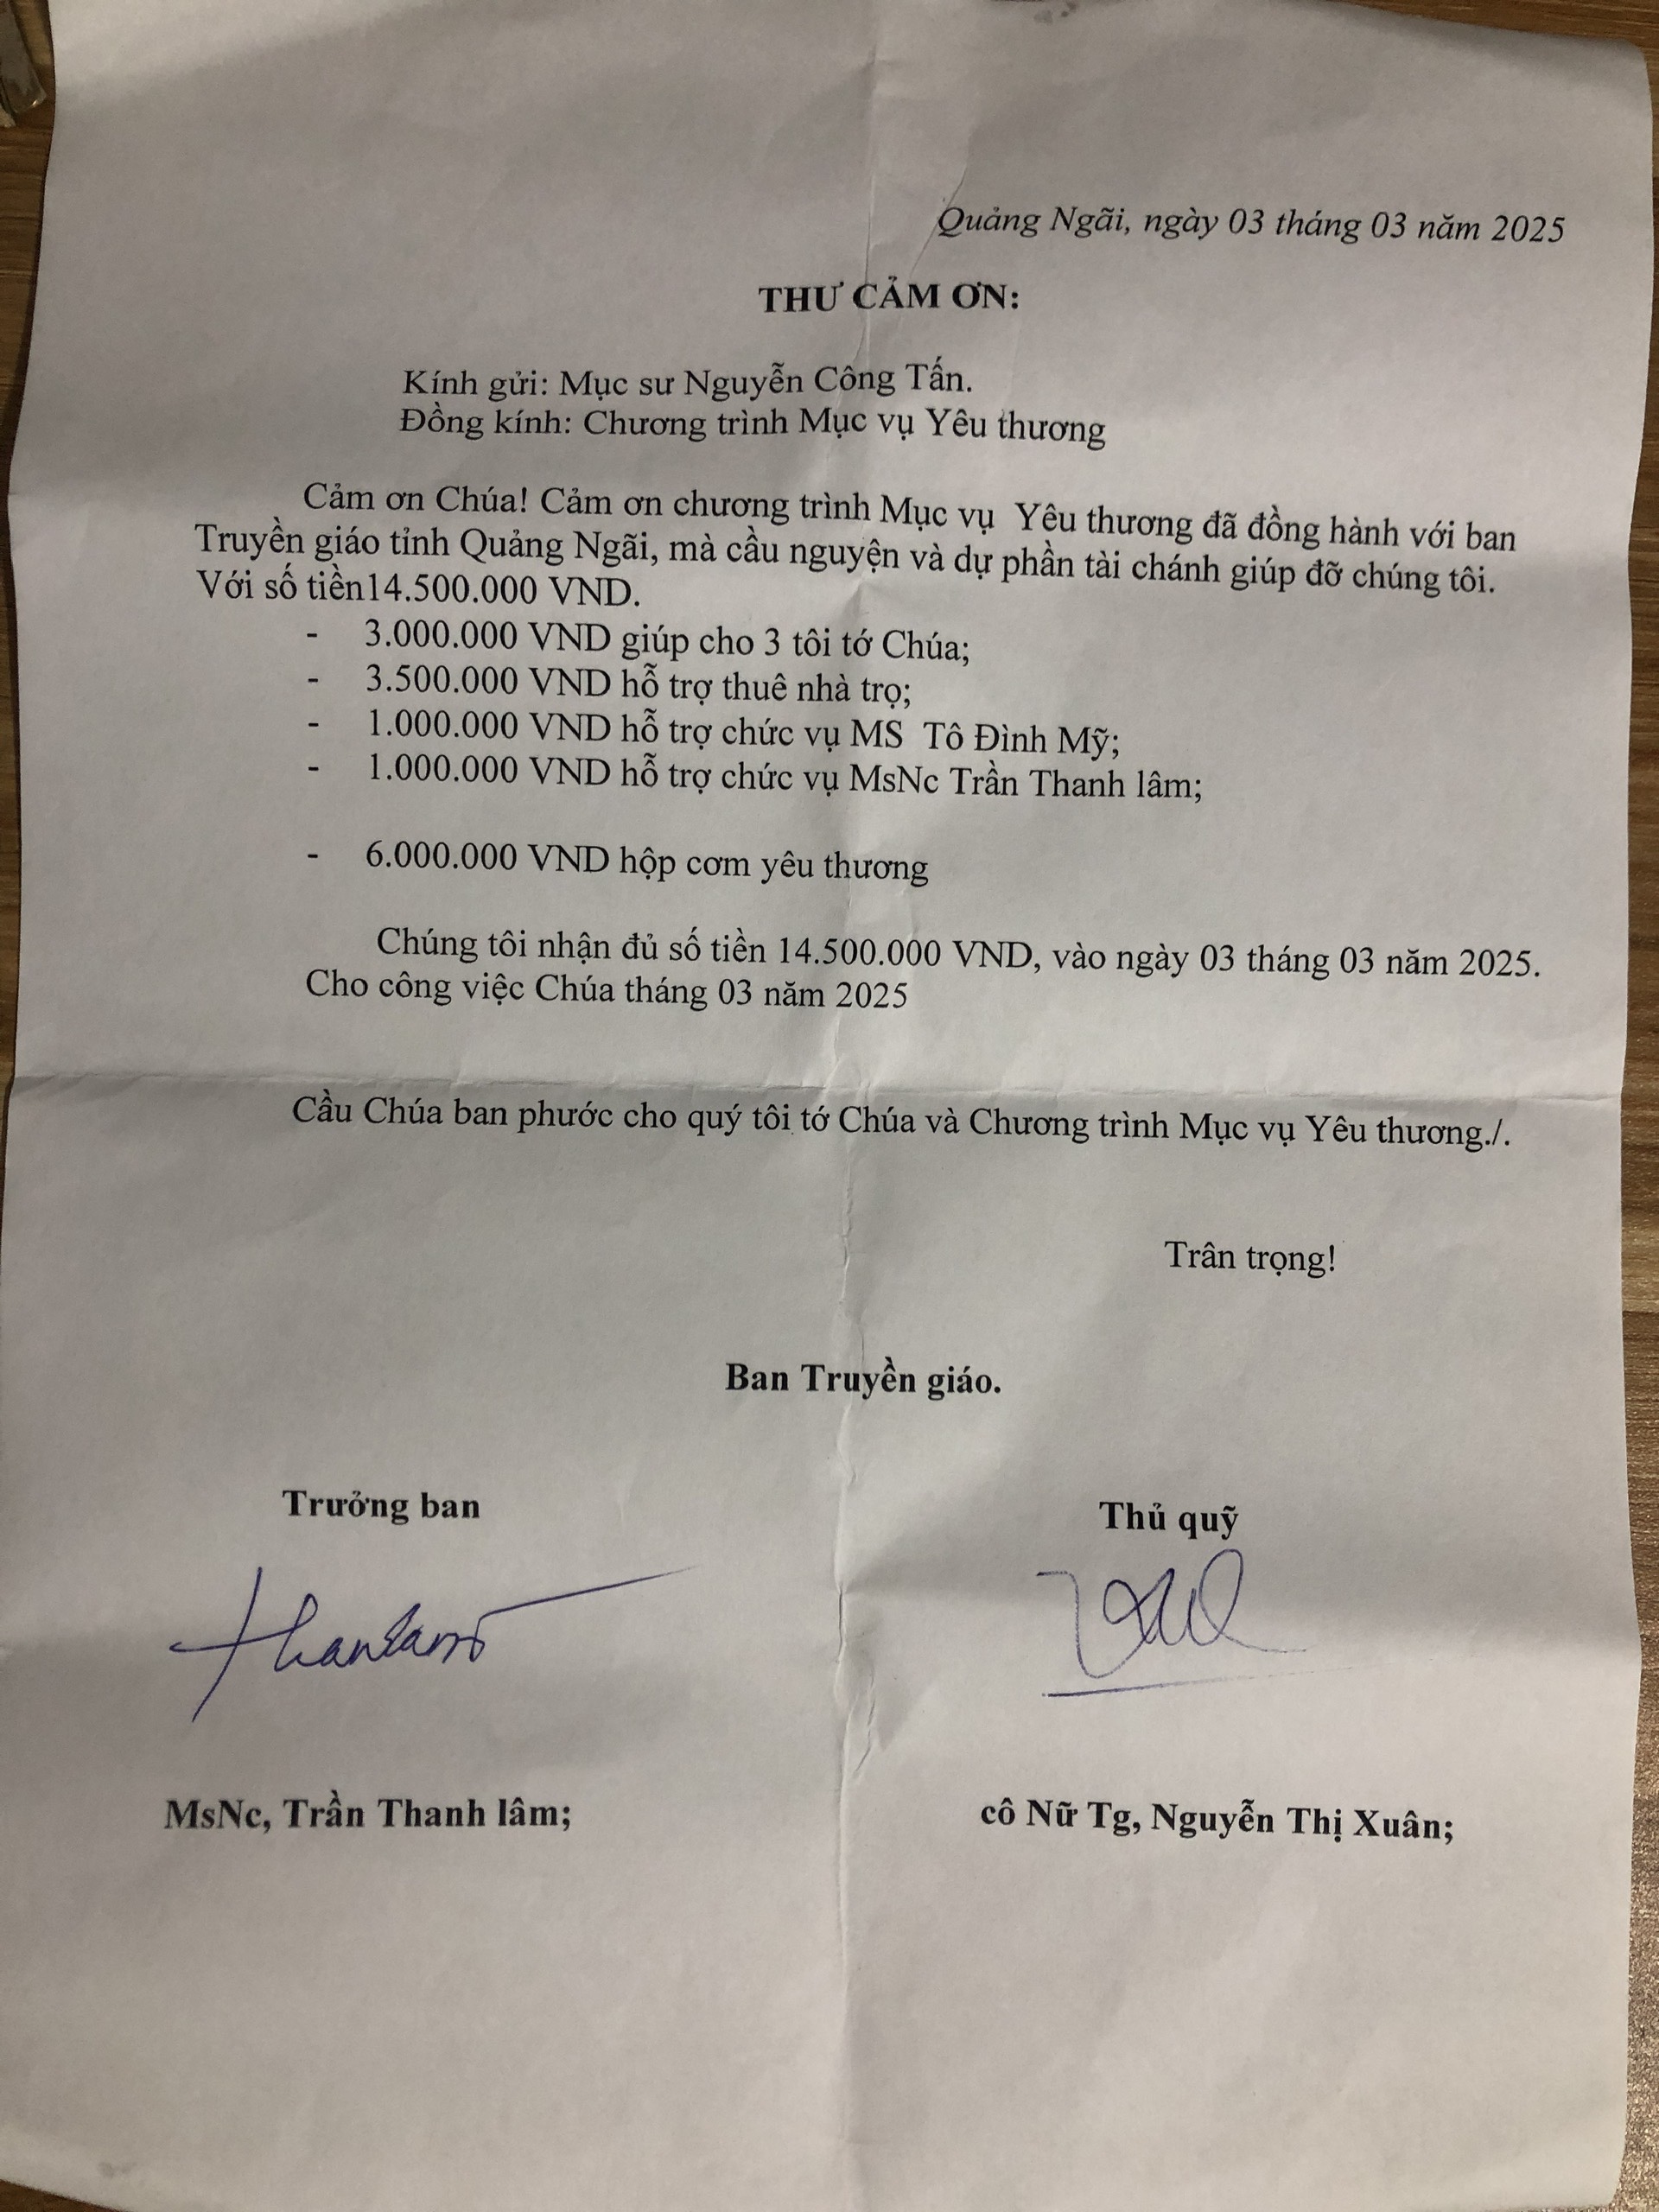 Quảng Ngãi, ngày 03 tháng 03 năm 2025
THƯ CẢM ƠN:
Kính gửi: Mục sư Nguyễn Công Tấn.
Đồng kính: Chương trình Mục vụ Yêu thương
Cảm ơn Chúa! Cảm ơn chương trình Mục vụ Yêu thương đã đồng hành với ban
Truyền giáo tỉnh Quảng Ngãi, mà cầu nguyện và dự phần tài chánh giúp đỡ chúng tôi.
Với số tiền14.500.000 VND.
- 3.000.000 VND giúp cho 3 tôi tớ Chúa;
- 3.500.000 VND hỗ trợ thuê nhà trọ;
- 1.000.000 VND hỗ trợ chức vụ MS Tô Đình Mỹ;
- 1.000.000 VND hỗ trợ chức vụ MsNc Trần Thanh lâm;
- 6.000.000 VND hộp cơm yêu thương
Chúng tôi nhận đủ số tiền 14.500.000 VND, vào ngày 03 tháng 03 năm 2025.
Cho công việc Chúa tháng 03 năm 2025
Cầu Chúa ban phước cho quý tôi tớ Chúa và Chương trình Mục vụ Yêu thương./.
Trân trọng!
Ban Truyền giáo.
Trưởng ban Thủ quỹ
MsNc, Trần Thanh lâm; cô Nữ Tg, Nguyễn Thị Xuân;